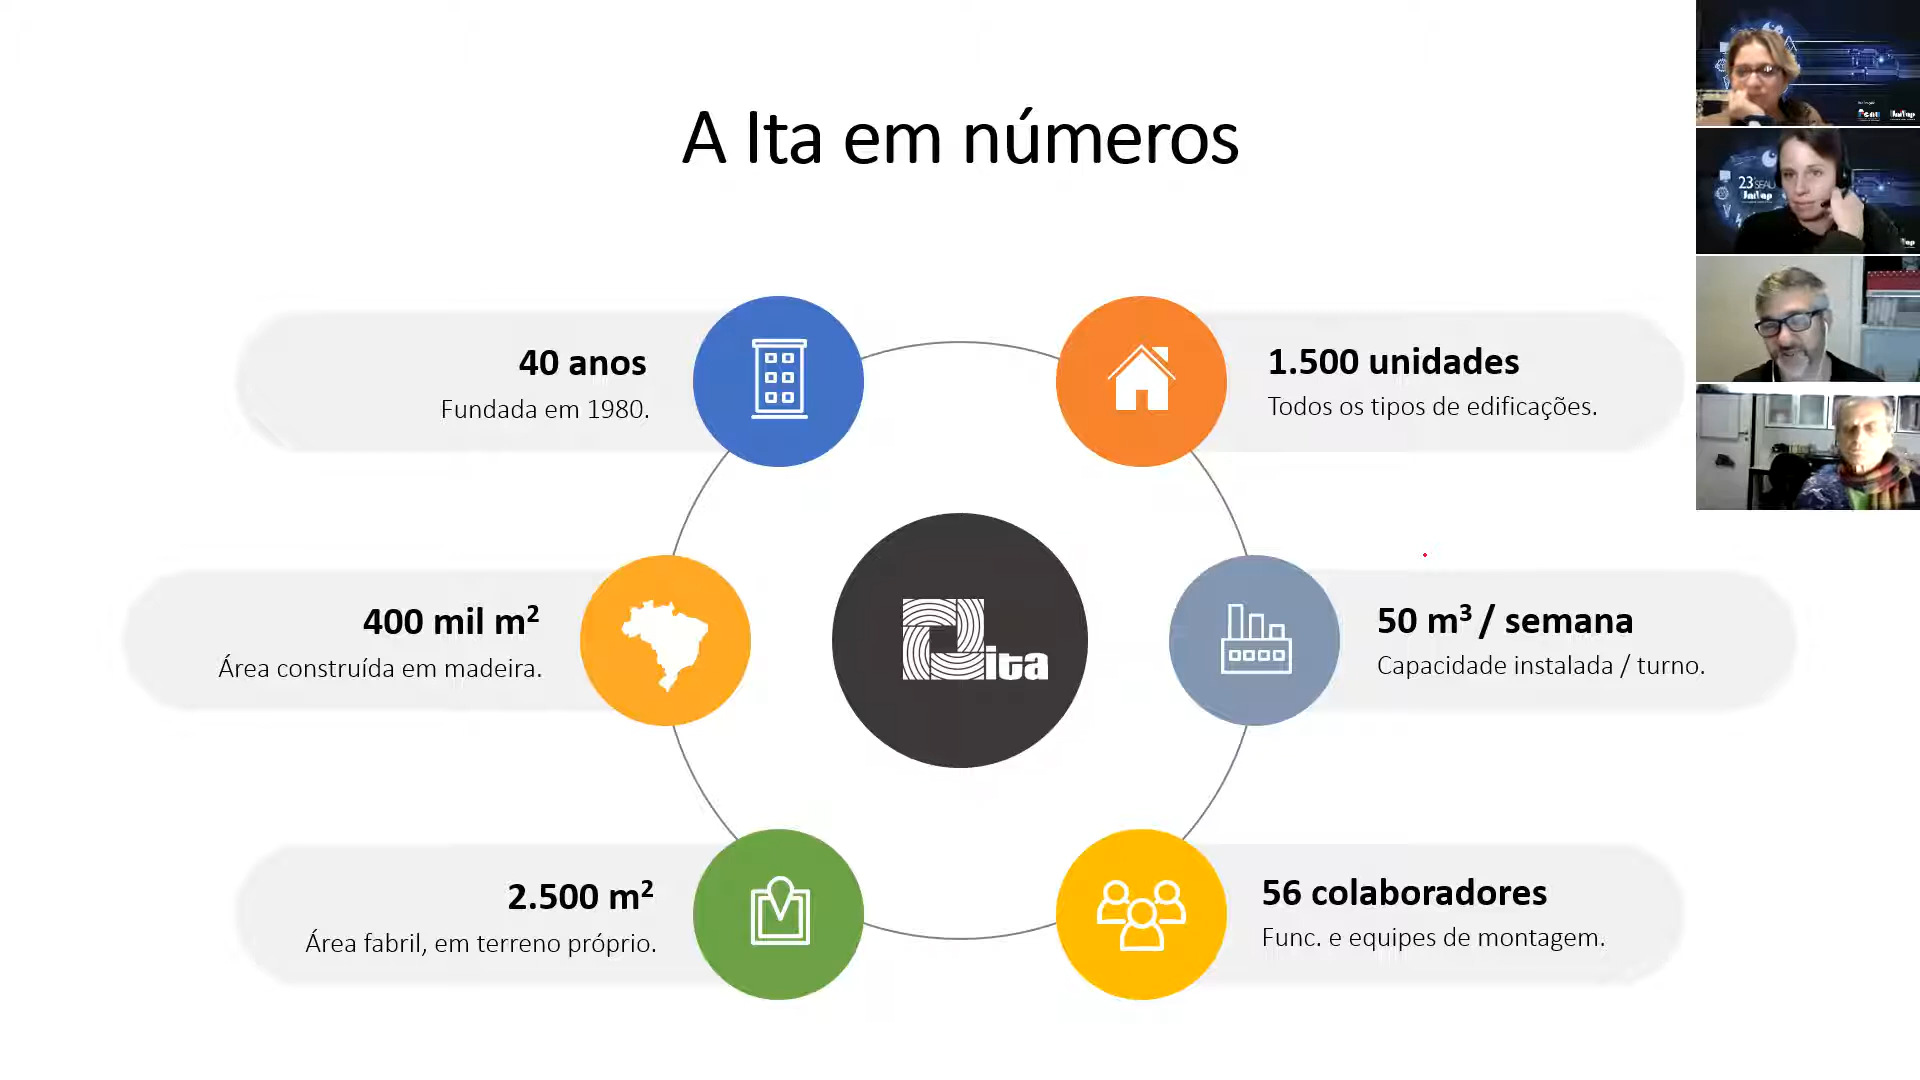 A Ita em números
40 anos
Fundada em 1980.
1.500 unidades
Todos os tipos de edificações.
400 mil m²
Área construída em madeira.
ita
50 m³ / semana
Capacidade instalada / turno.
2.500 m²
Área fabril, em terreno próprio.
56 colaboradores
Func. e equipes de montagem.
23ª SEAU